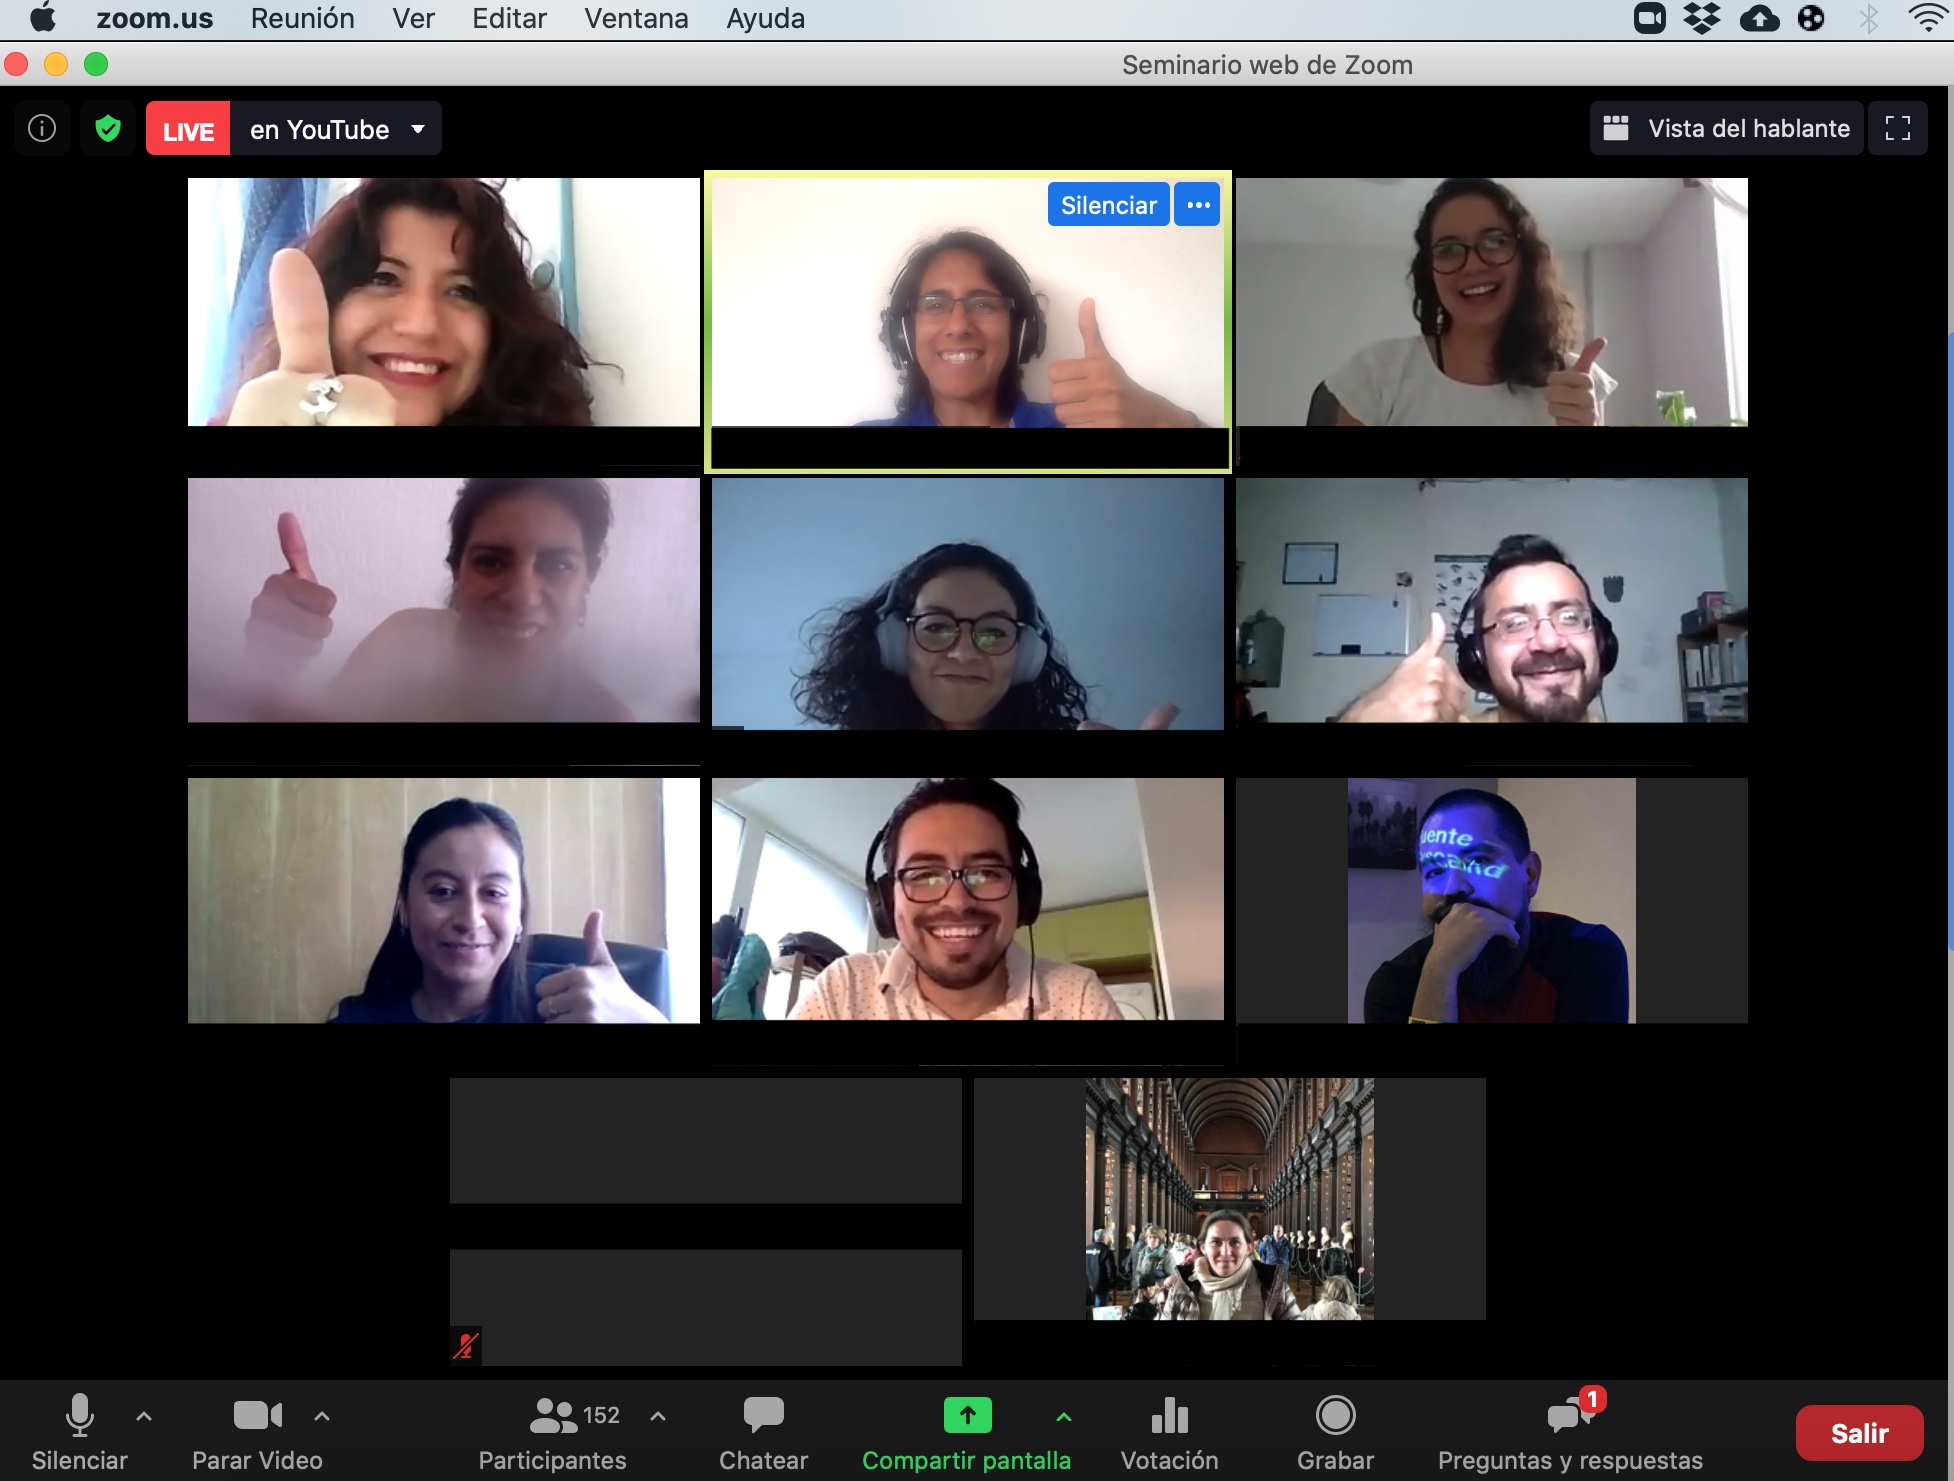 zoom.us Reunión Ver Editar Ventana Ayuda
Seminario web de Zoom
LIVE en YouTube
Vista del hablante
Silenciar
uente
152
1
Silenciar Parar Video Participantes Chatear Compartir pantalla Votación Grabar Preguntas y respuestas Salir